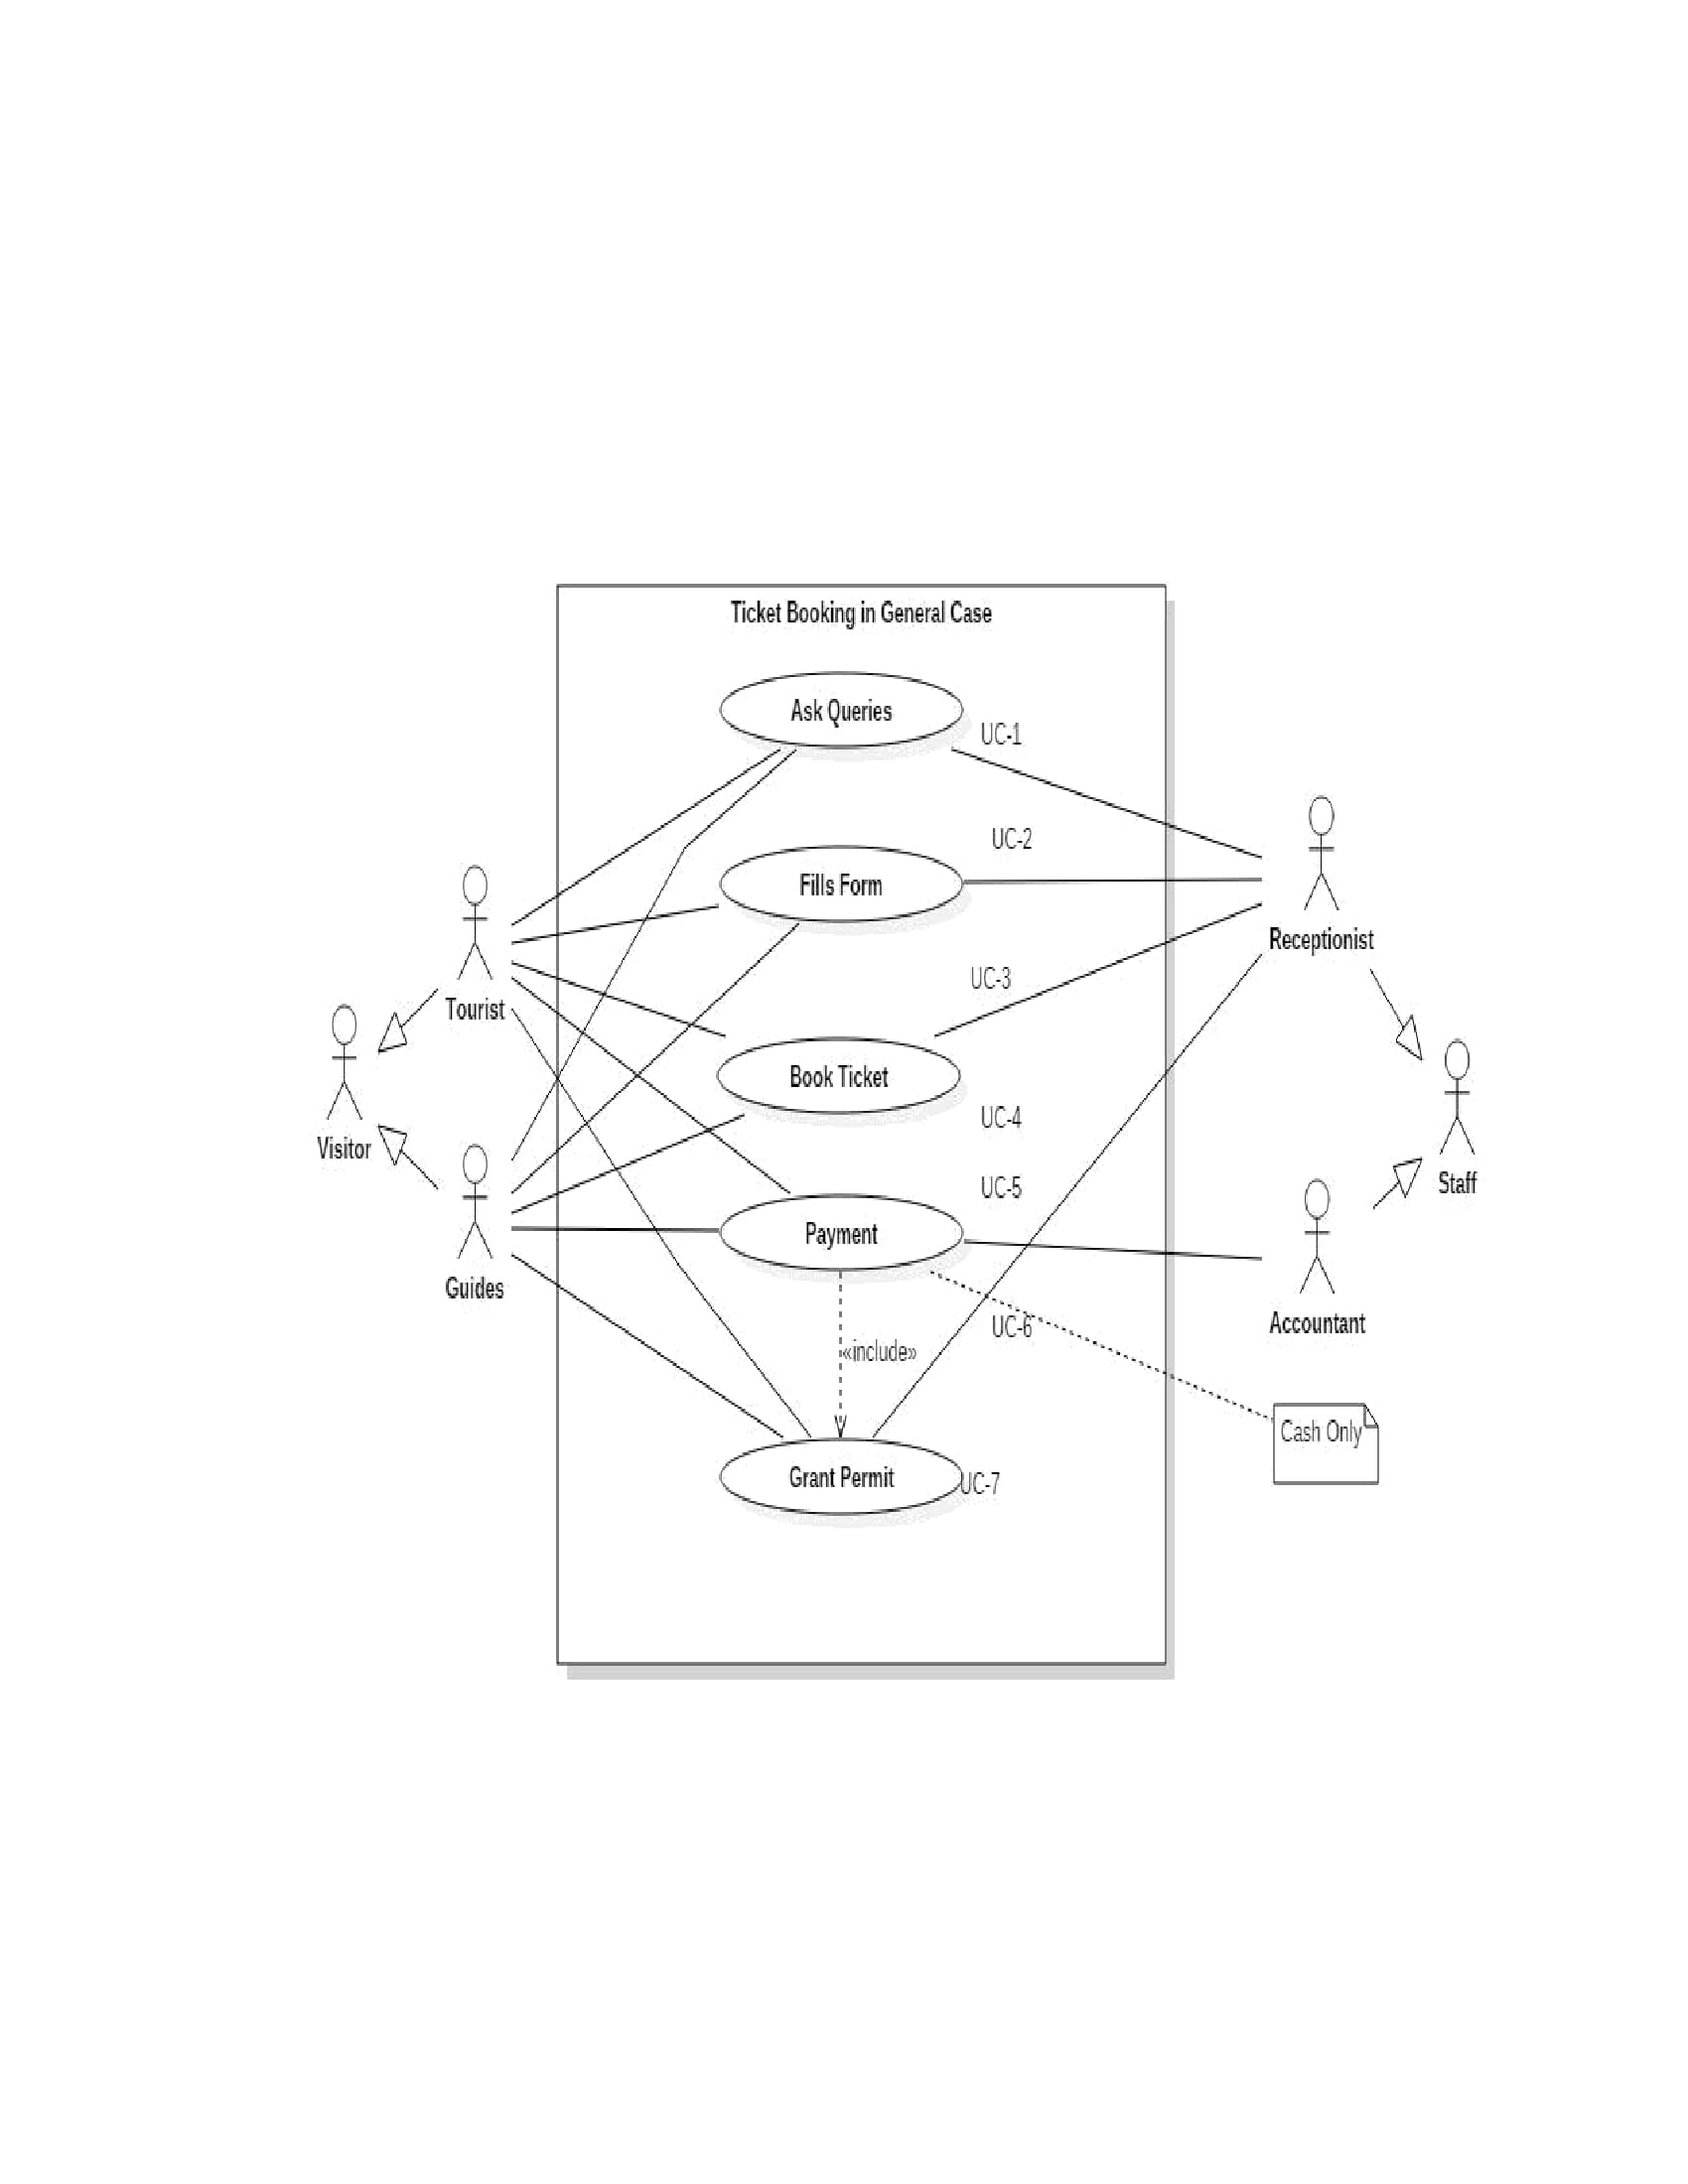 Ticket Booking in General Case
Ask Queries
UC-1
UC-2
Fills Form
Receptionist
UC-3
Tourist
Book Ticket
UC-4
Visitor
UC-5
Staff
Payment
Guides
Accountant
UC-6
«include»
Cash Only
Grant Permit
UC-7